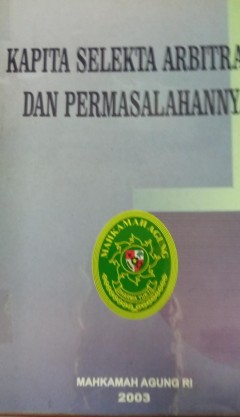 KAPITA SELEKTA ARBITRA
DAN PERMASALAHANNY
MAHKAMAH AGUNG
MAHKAMAH AGUNG RI
2003